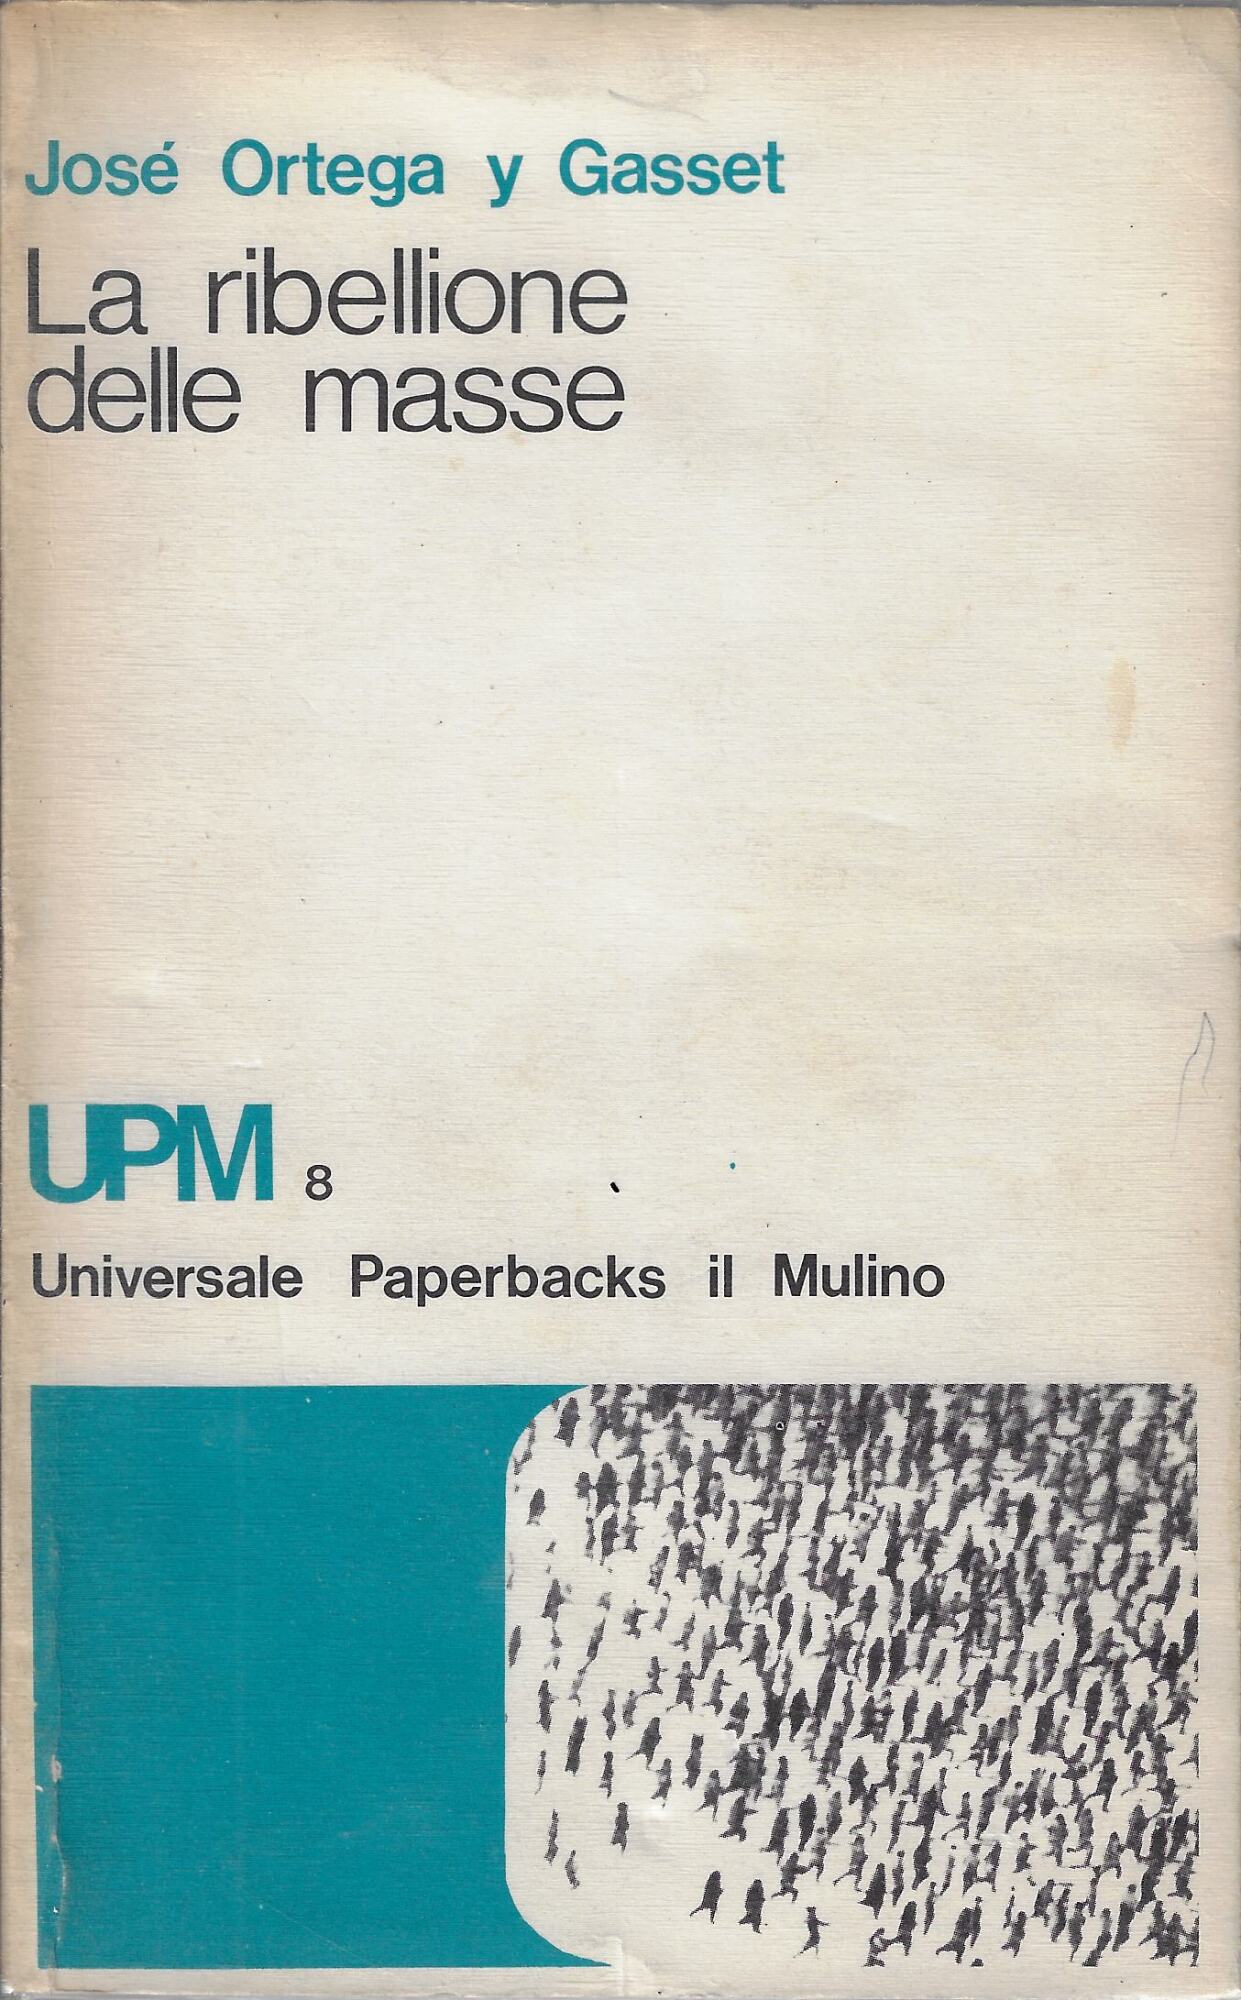 José Ortega y Gasset
La ribellione
delle masse
UPM 8
Universale Paperbacks il Mulino